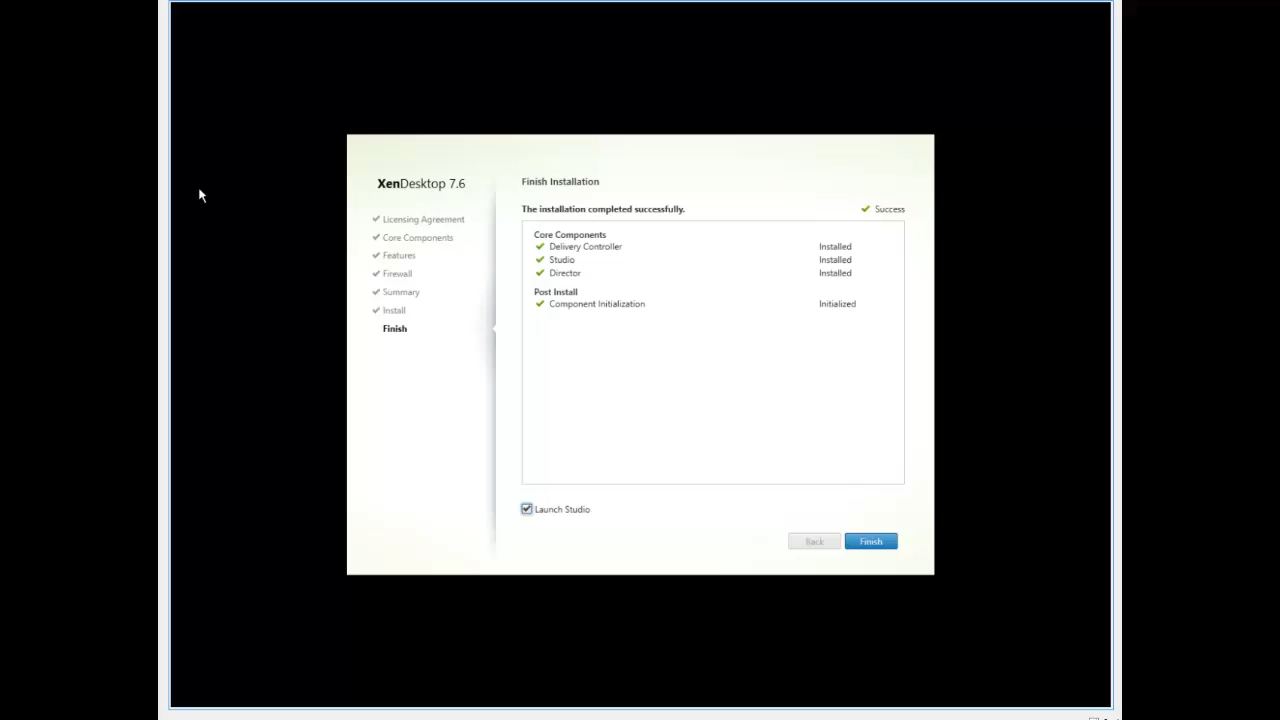 XenDesktop 7.6
Licensing Agreement
Core Components
Features
Firewall
Summary
Install
Finish
Finish Installation
The installation completed successfully.
Success
Core Components
Delivery Controller Installed
Studio Installed
Director Installed
Post Install
Component Initialization Initialized
Launch Studio
Back
Finish